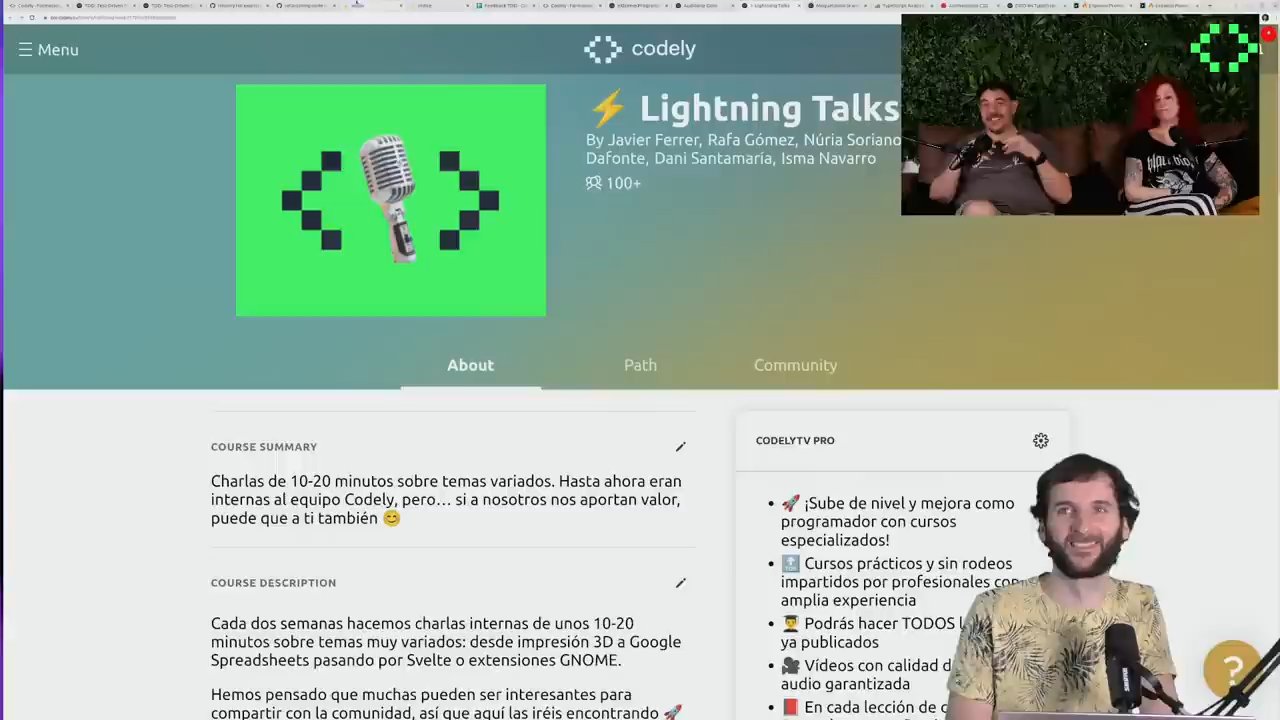 Menu
codely
⚡ Lightning Talks
By Javier Ferrer, Rafa Gómez, Núria Soriano
Dafonte, Dani Santamaría, Isma Navarro
100+
About
Path
Community
COURSE SUMMARY
Charlas de 10-20 minutos sobre temas variados. Hasta ahora eran
internas al equipo Codely, pero… si a nosotros nos aportan valor,
puede que a ti también 😊
COURSE DESCRIPTION
Cada dos semanas hacemos charlas internas de unos 10-20
minutos sobre temas muy variados: desde impresión 3D a Google
Spreadsheets pasando por Svelte o extensiones GNOME.
Hemos pensado que muchas pueden ser interesantes para
compartir con la comunidad, así que aquí las iréis encontrando 🚀
CODELYTV PRO
• 🚀 ¡Sube de nivel y mejora como
programador con cursos
especializados!
• 🔝 Cursos prácticos y sin rodeos
impartidos por profesionales con
amplia experiencia
• 👨‍🎓 Podrás hacer TODOS
ya publicados
• 🎥 Vídeos con calidad d
audio garantizada
• 📕 En cada lección de c
?